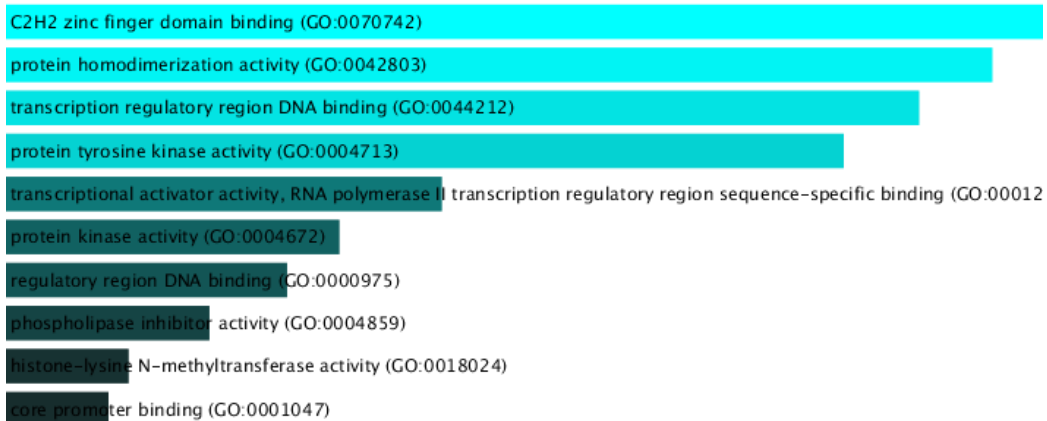 C2H2 zinc finger domain binding (GO:0070742)
protein homodimerization activity (GO:0042803)
transcription regulatory region DNA binding (GO:0044212)
protein tyrosine kinase activity (GO:0004713)
transcriptional activator activity, RNA polymerase II transcription regulatory region sequence-specific binding (GO:00012
protein kinase activity (GO:0004672)
regulatory region DNA binding (GO:0000975)
phospholipase inhibitor activity (GO:0004859)
histone-lysine N-methyltransferase activity (GO:0018024)
core promoter binding (GO:0001047)